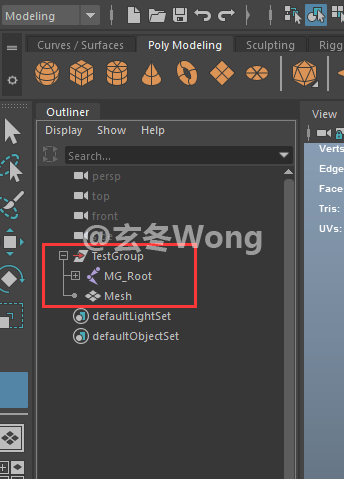 Modeling
Curves / Surfaces Poly Modeling Sculpting Rigg
Outliner
Display Show Help
View
Search...
persp
top
front
@玄冬Wong
TestGroup
MG_Root
Mesh
defaultLightSet
defaultObjectSet
Verts
Edge
Face
Tris:
UVs: